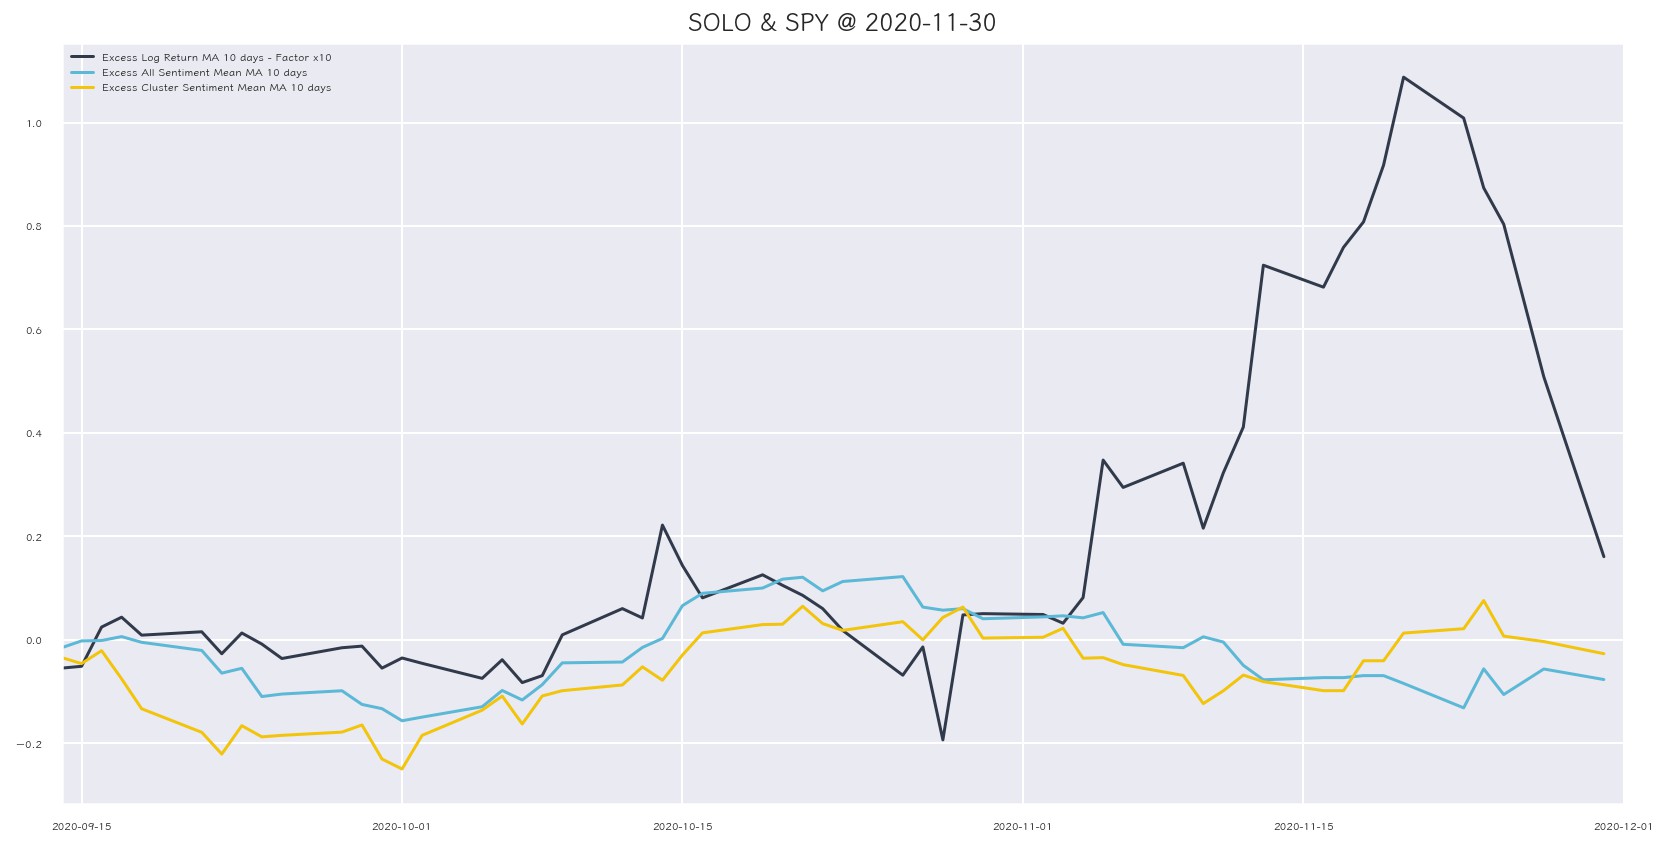 SOLO & SPY @ 2020-11-30
Excess Log Return MA 10 days - Factor x10
Excess All Sentiment Mean MA 10 days
Excess Cluster Sentiment Mean MA 10 days
1.0
0.8
0.6
0.4
0.2
0.0
−0.2
2020-09-15 2020-10-01 2020-10-15 2020-11-01 2020-11-15 2020-12-01